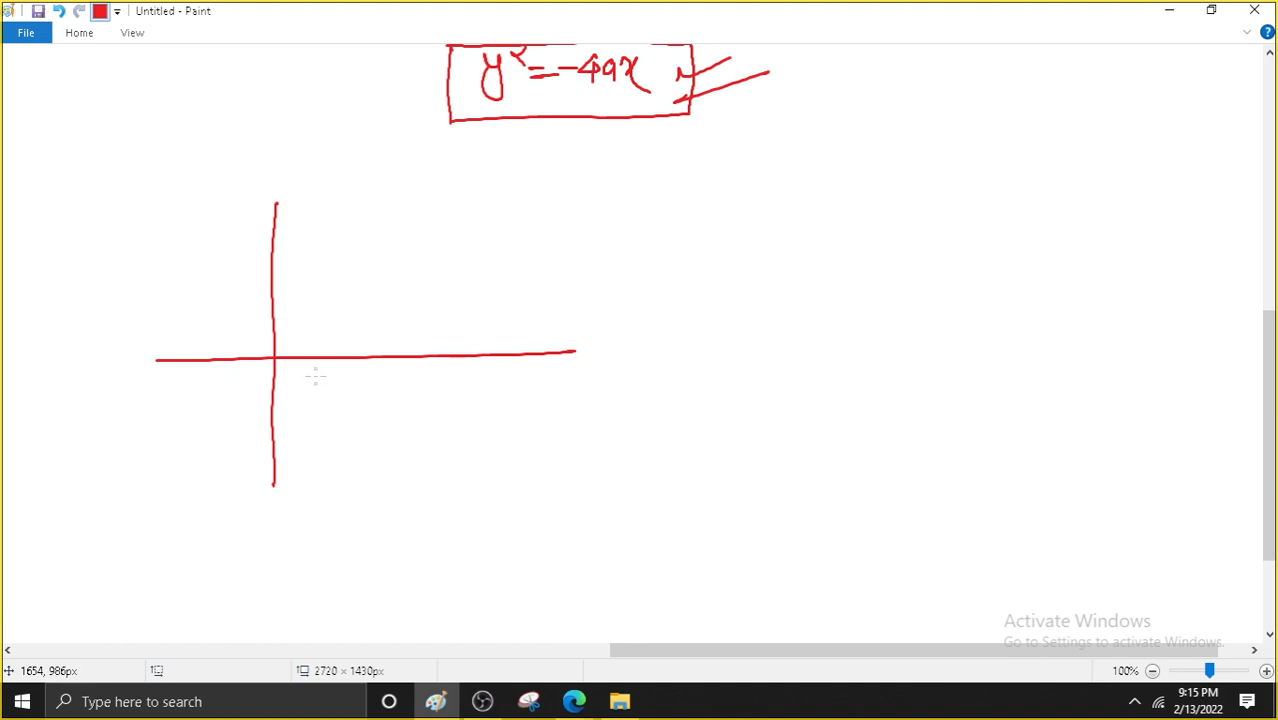 Untitled - Paint
File Home View
y² = -4ax
Activate Windows
Go to Settings to activate Windows.
1654, 986px
2720 × 1430px
100%
Type here to search
9:15 PM
2/13/2022